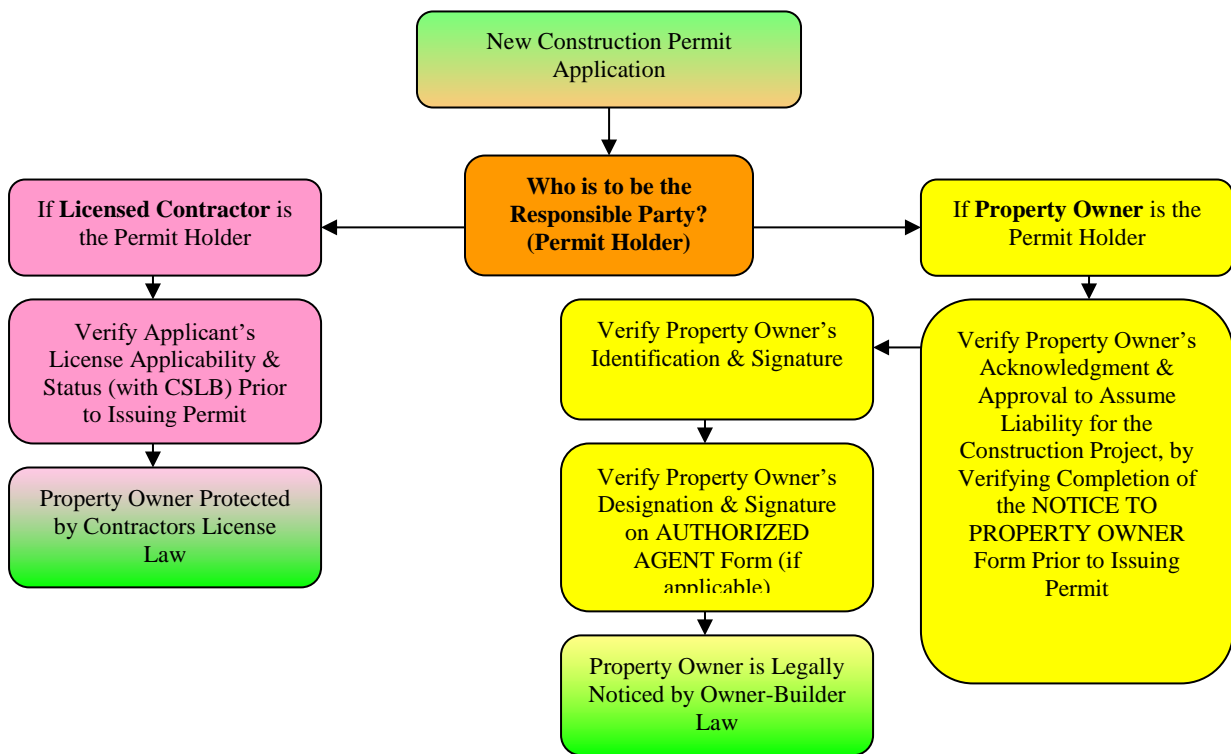 New Construction Permit
Application
Who is to be the
Responsible Party?
(Permit Holder)
If Licensed Contractor is
the Permit Holder
Verify Applicant's
License Applicability &
Status (with CSLB) Prior
to Issuing Permit
Property Owner Protected
by Contractors License
Law
If Property Owner is the
Permit Holder
Verify Property Owner's
Acknowledgment &
Approval to Assume
Liability for the
Construction Project, by
Verifying Completion of
the NOTICE TO
PROPERTY OWNER
Form Prior to Issuing
Permit
Verify Property Owner's
Identification & Signature
Verify Property Owner's
Designation & Signature
on AUTHORIZED
AGENT Form (if
applicable)
Property Owner is Legally
Noticed by Owner-Builder
Law